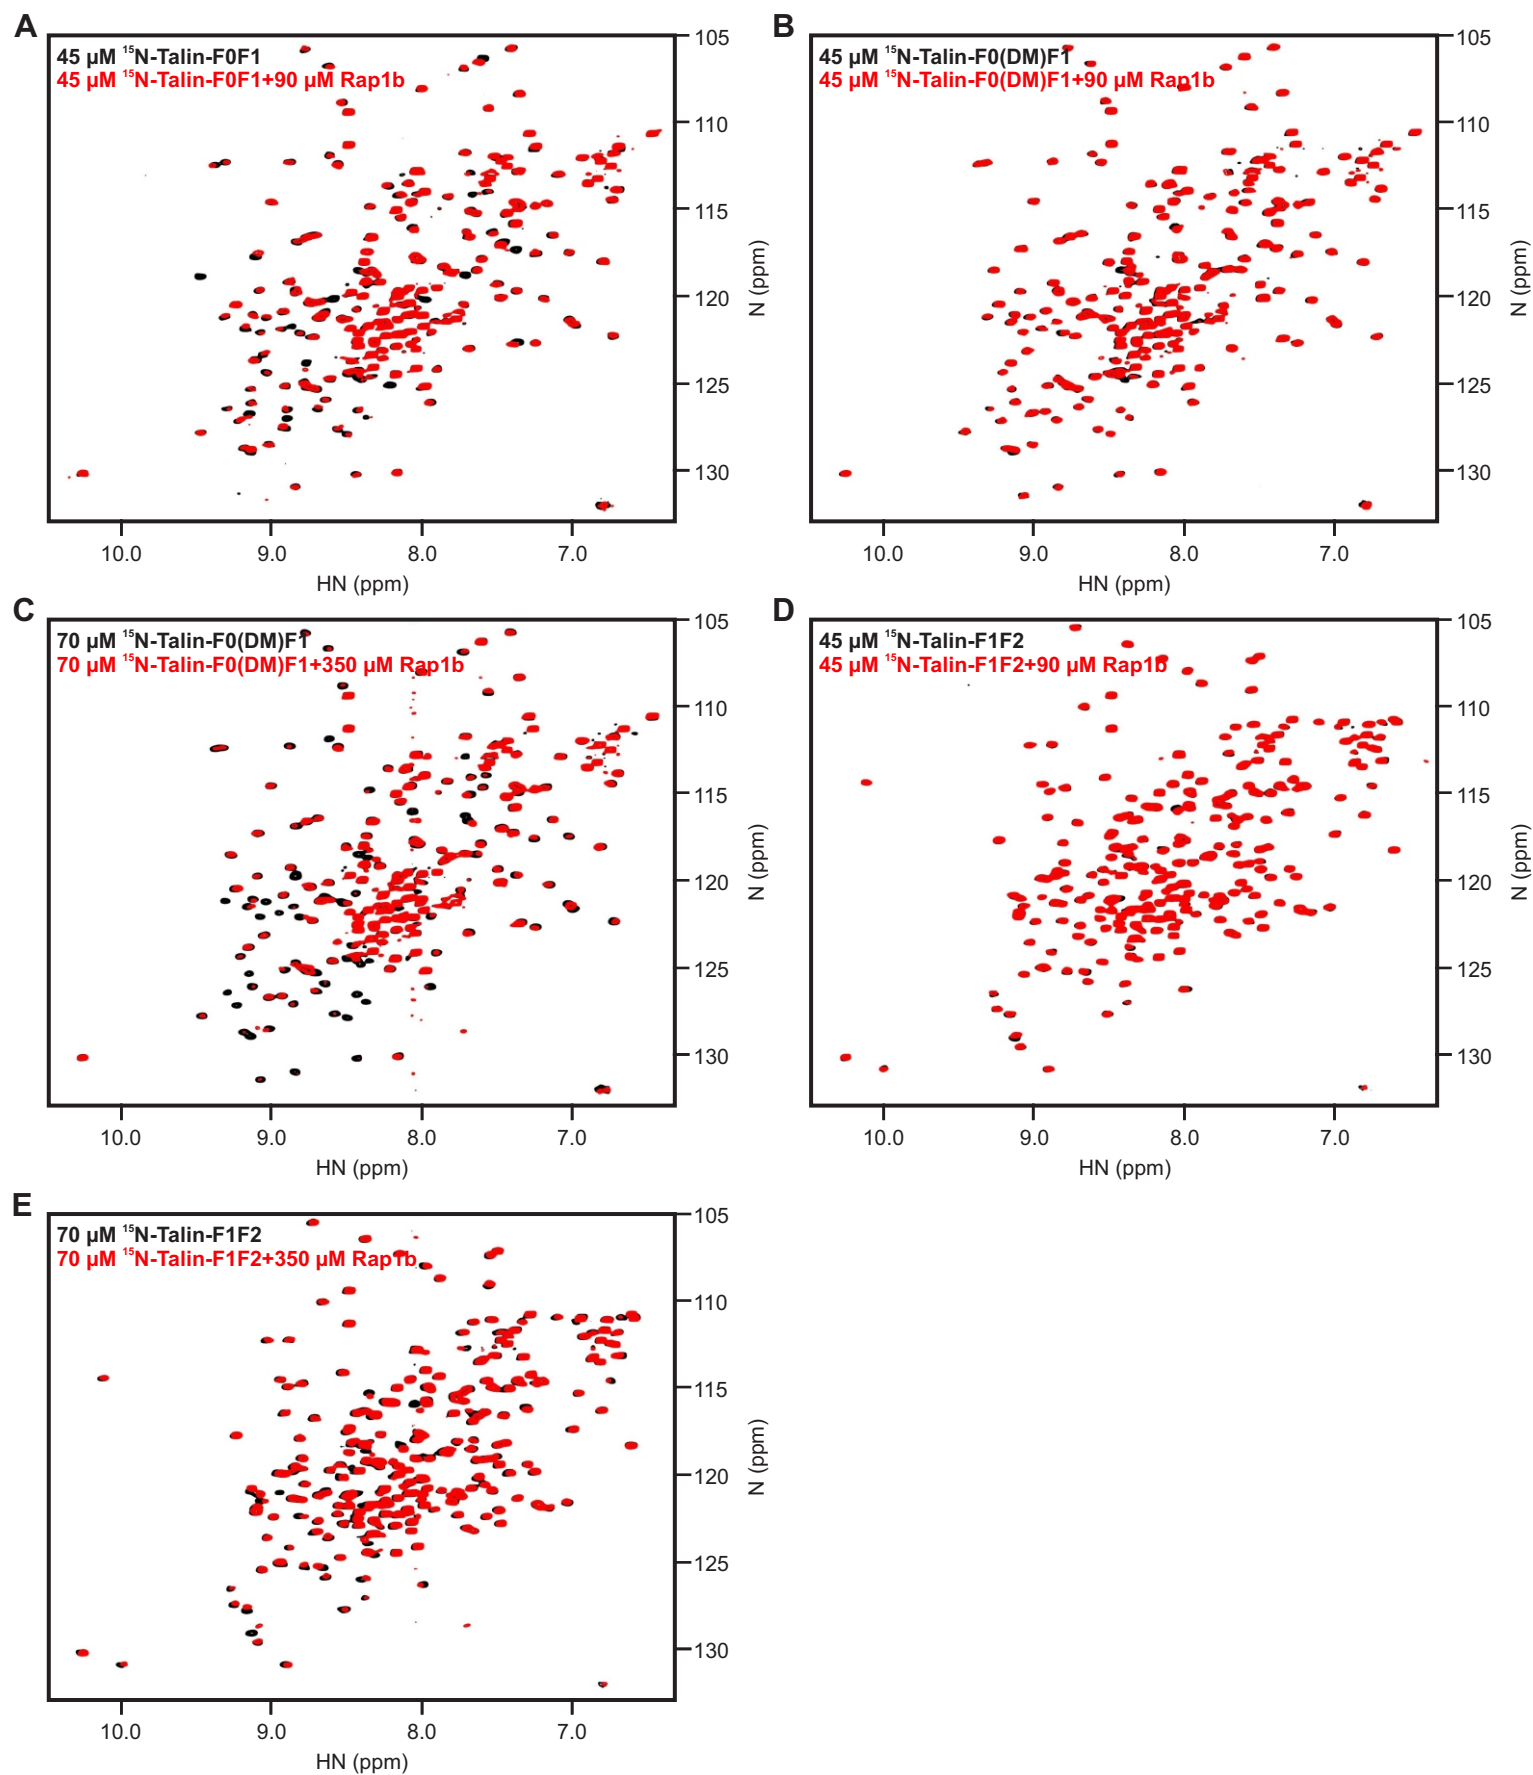 A
45 µM ¹⁵N-Talin-F0F1
45 µM ¹⁵N-Talin-F0F1+90 µM Rap1b
105
110
115
120
125
130
N (ppm)
10.0 9.0 8.0 7.0
HN (ppm)
B
45 µM ¹⁵N-Talin-F0(DM)F1
45 µM ¹⁵N-Talin-F0(DM)F1+90 µM Rap1b
105
110
115
120
125
130
N (ppm)
10.0 9.0 8.0 7.0
HN (ppm)
C
70 µM ¹⁵N-Talin-F0(DM)F1
70 µM ¹⁵N-Talin-F0(DM)F1+350 µM Rap1b
105
110
115
120
125
130
N (ppm)
10.0 9.0 8.0 7.0
HN (ppm)
D
45 µM ¹⁵N-Talin-F1F2
45 µM ¹⁵N-Talin-F1F2+90 µM Rap1b
105
110
115
120
125
130
N (ppm)
10.0 9.0 8.0 7.0
HN (ppm)
E
70 µM ¹⁵N-Talin-F1F2
70 µM ¹⁵N-Talin-F1F2+350 µM Rap1b
105
110
115
120
125
130
N (ppm)
10.0 9.0 8.0 7.0
HN (ppm)